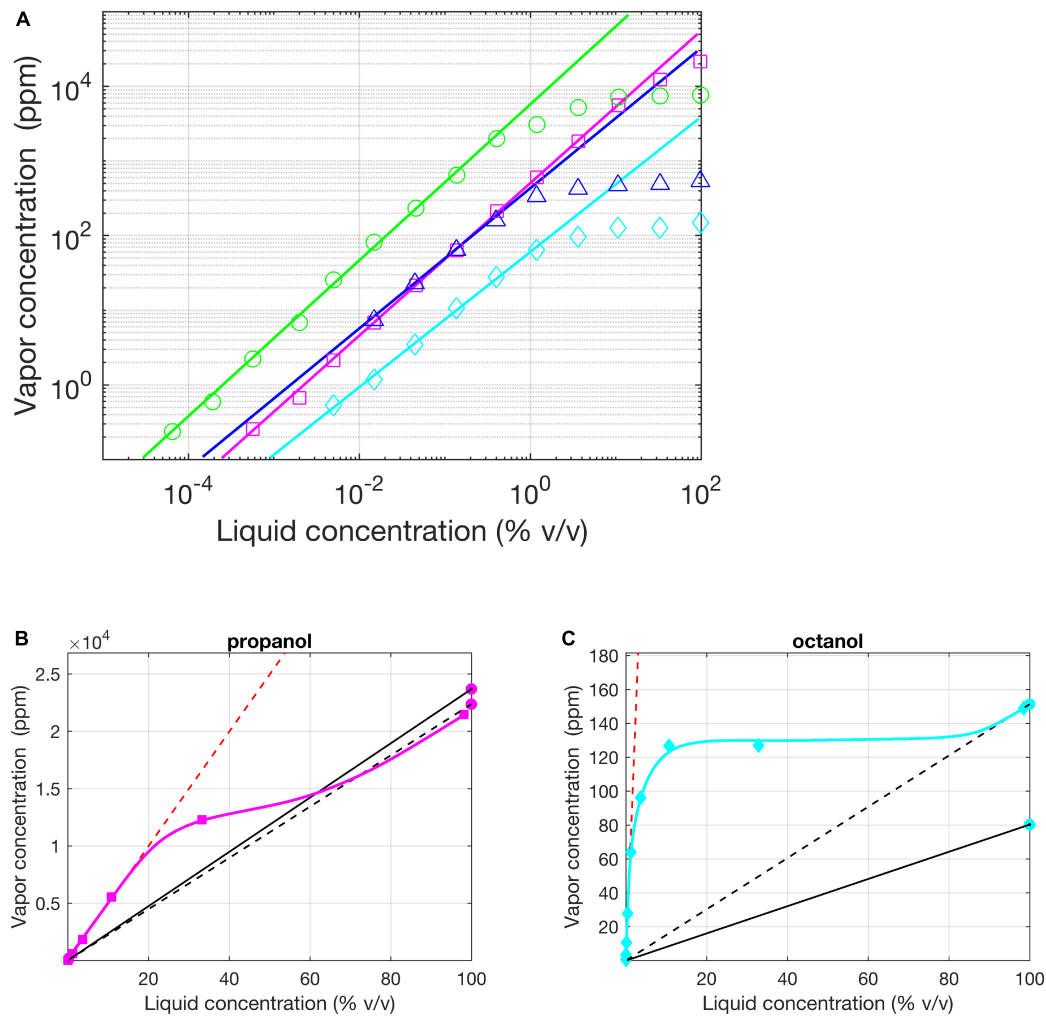 A
Vapor concentration (ppm)
10^4
10^2
10^0
10^-4 10^-2 10^0 10^2
Liquid concentration (% v/v)
B
×10^4
propanol
Vapor concentration (ppm)
2.5
2
1.5
1
0.5
20 40 60 80 100
Liquid concentration (% v/v)
C
octanol
Vapor concentration (ppm)
180
160
140
120
100
80
60
40
20
20 40 60 80 100
Liquid concentration (% v/v)